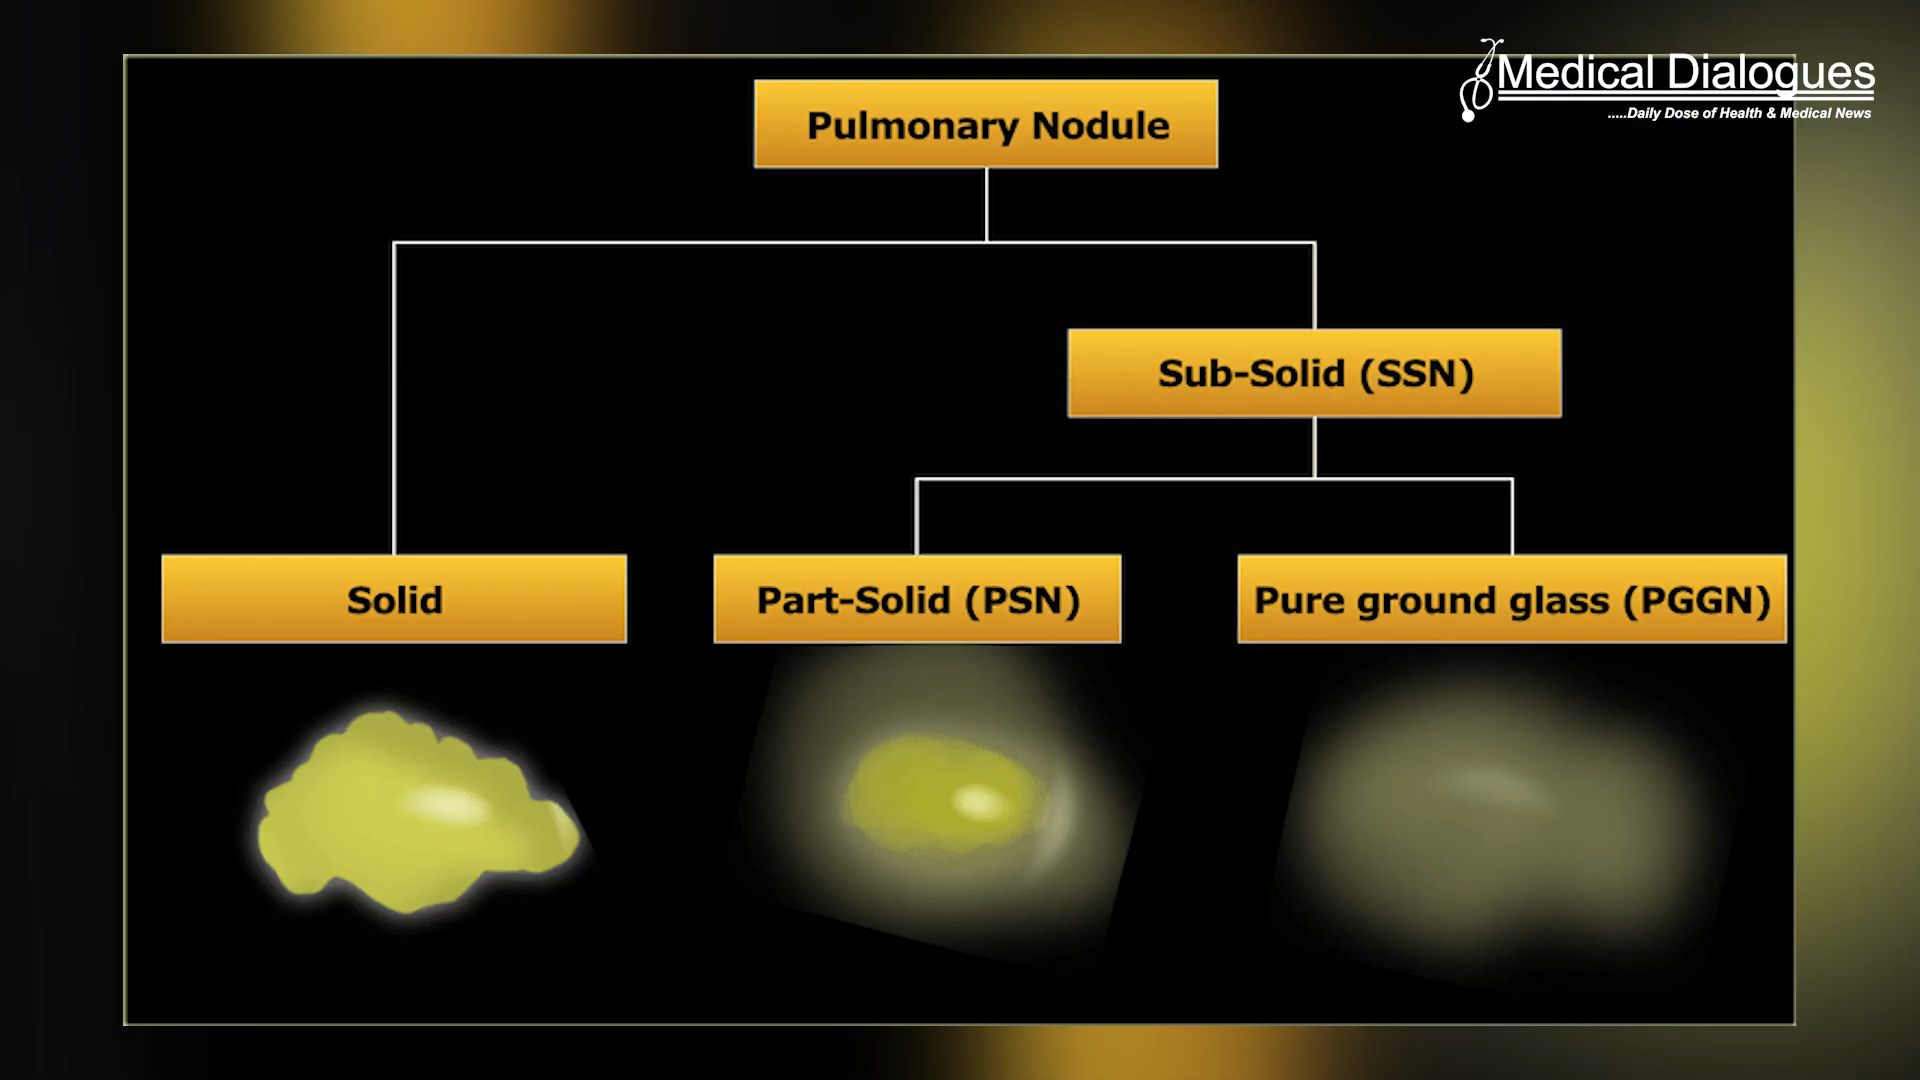 Medical Dialogues
.....Daily Dose of Health & Medical News
Pulmonary Nodule
Sub-Solid (SSN)
Solid
Part-Solid (PSN)
Pure ground glass (PGGN)